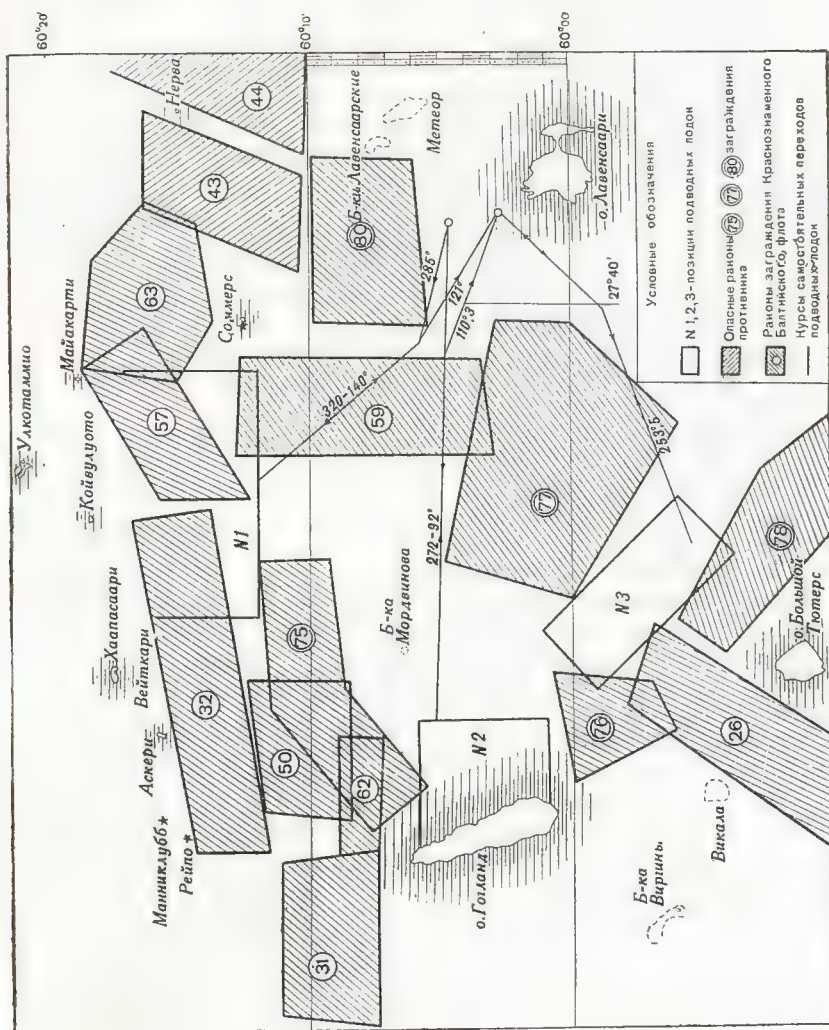 60°20'
60°10'
60°00'
Улкотаммио
Майакарти
Койвулуото
Хаапасаари
Вейткари
Аскери
Манниклубб
Рейпо
Нерва
Соммерс
Б-ки Лавенсаарские
Метеор
о. Лавенсаари
Б-ка
Мордвинова
о. Гогланд
о. Большой
Тютерс
Викала
Б-ка
Виргины
44
43
63
57
80
59
32
75
50
62
31
77
78
76
26
N1
N2
N3
285°
121°
110°,3
320-140°
272-92°
253°,5
27°40'
Условные обозначения
N 1,2,3-позиции подводных лодок
Опасные районы 75 77 80 заграждения
противника
Районы заграждения Краснознаменного
Балтийского, флота
Курсы самостоятельных переходов
подводных лодок